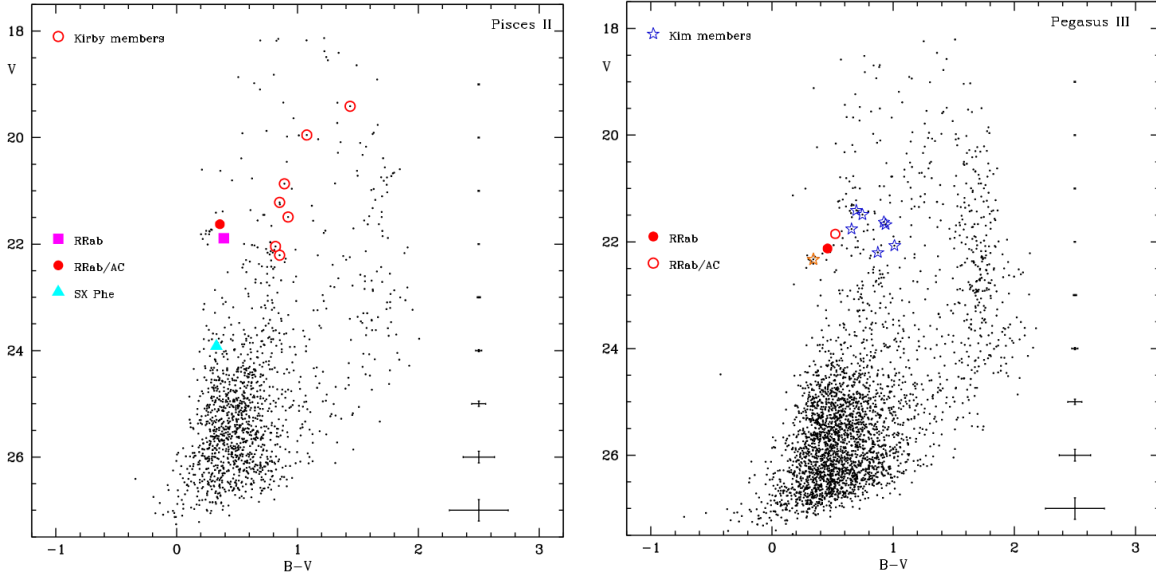 Pisces II
18
Kirby members
V
20
22
RRab
RRab/AC
SX Phe
24
26
-1
0
1
2
3
B-V
Pegasus III
18
Kim members
V
20
22
RRab
RRab/AC
24
26
-1
0
1
2
3
B-V